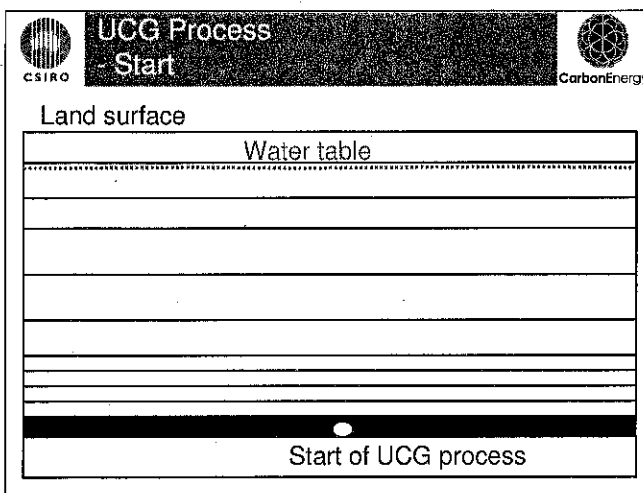 UCG Process
- Start
CSIRO
CarbonEnergy
Land surface
Water table
Start of UCG process